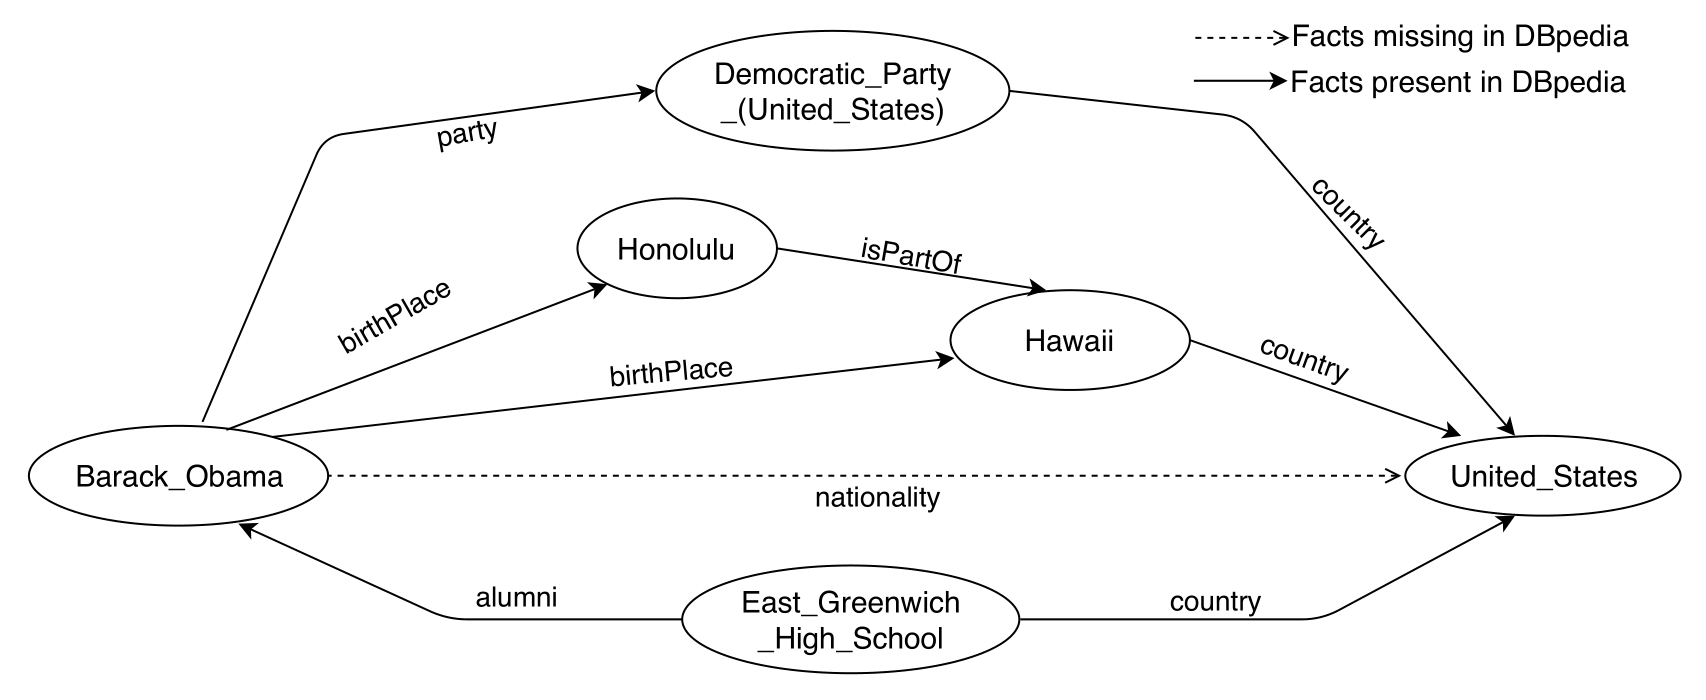 Facts missing in DBpedia
Facts present in DBpedia
Democratic_Party
_(United_States)
party
country
Honolulu
isPartOf
birthPlace
Hawaii
country
birthPlace
Barack_Obama
United_States
nationality
alumni
East_Greenwich
_High_School
country